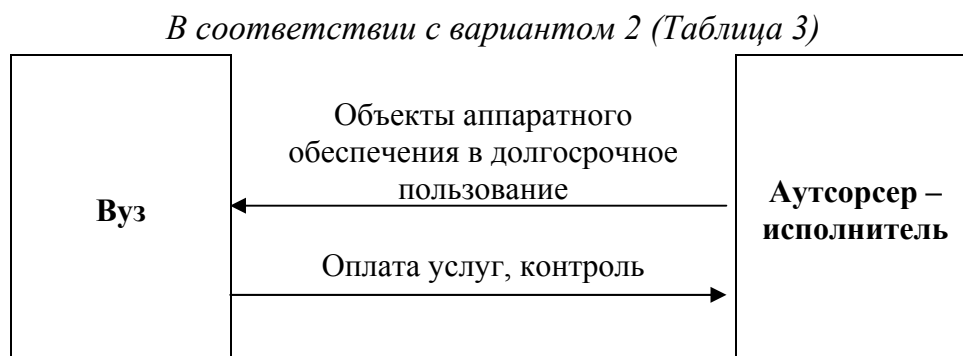 В соответствии с вариантом 2 (Таблица 3)
Объекты аппаратного
обеспечения в долгосрочное
пользование
Вуз
Аутсорсер –
исполнитель
Оплата услуг, контроль